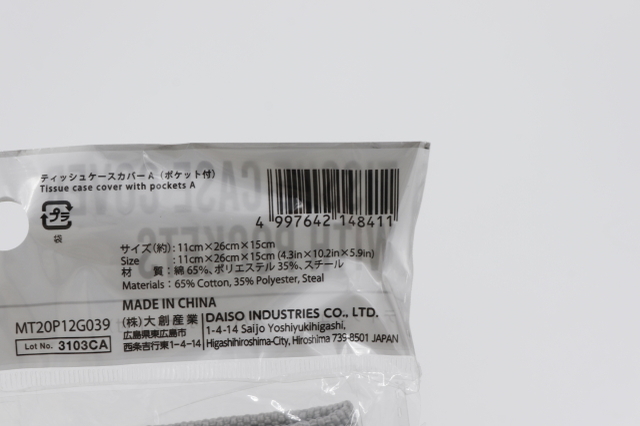 ティッシュケースカバー A（ポケット付）
Tissue case cover with pockets A
プラ
袋
4 997642 148411
サイズ(約) : 11cm×26cm×15cm
Size : 11cm×26cm×15cm (4.3in×10.2in×5.9in)
材 質 : 綿 65%、ポリエステル 35%、スチール
Materials : 65% Cotton, 35% Polyester, Steal
MADE IN CHINA
MT20P12G039
Lot No. 3103CA
(株)大創産業
広島県東広島市
西条吉行東1-4-14
DAISO INDUSTRIES CO., LTD.
1-4-14 Saijo Yoshiyukihigashi,
Higashihiroshima-City, Hiroshima 739-8501 JAPAN